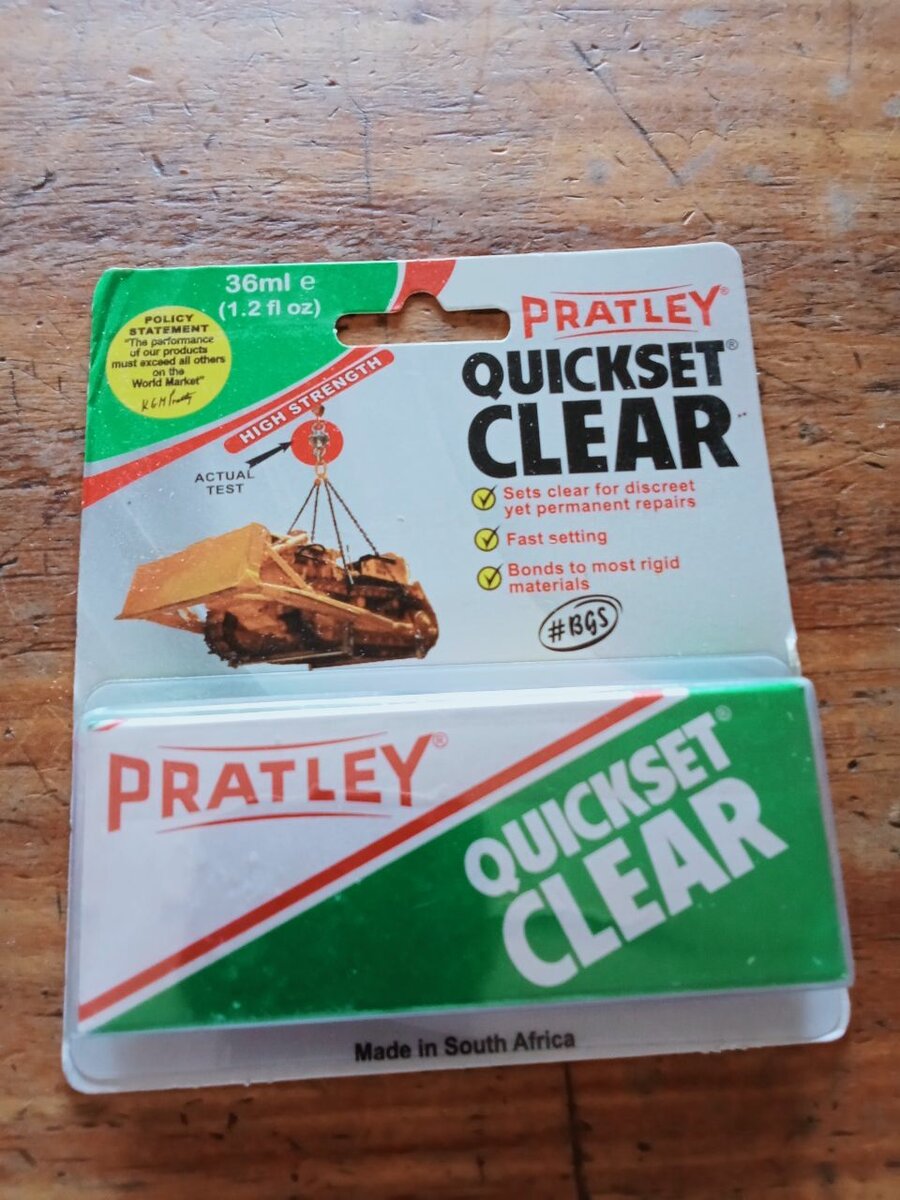 36ml e
(1.2 fl oz)
POLICY
STATEMENT
"The performance
of our products
must exceed all others
on the
World Market"
HIGH STRENGTH
ACTUAL
TEST
PRATLEY®
QUICKSET®
CLEAR
Sets clear for discreet
yet permanent repairs
Fast setting
Bonds to most rigid
materials
#BGS
PRATLEY®
QUICKSET®
CLEAR
Made in South Africa